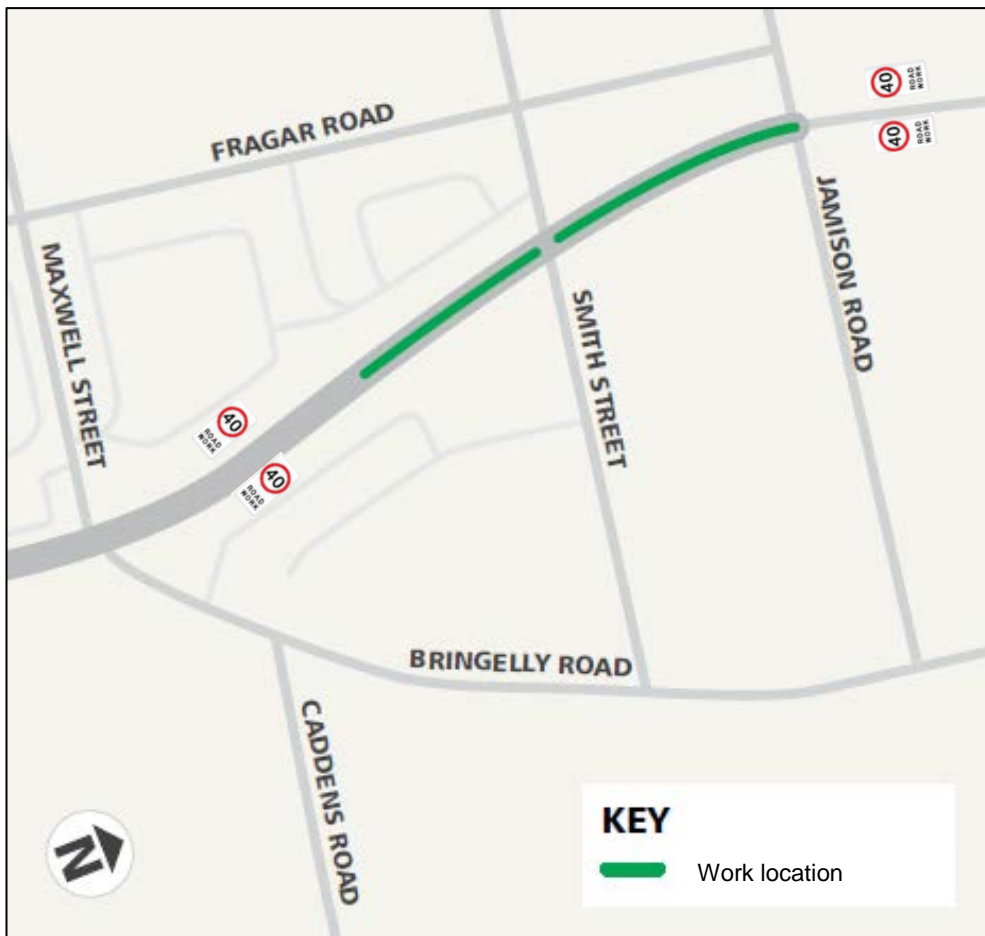 FRAGAR ROAD
40
ROAD
WORK
40
ROAD
WORK
MAXWELL STREET
JAMISON ROAD
SMITH STREET
40
ROAD
WORK
40
ROAD
WORK
BRINGELLY ROAD
CADDENS ROAD
N
KEY
Work location